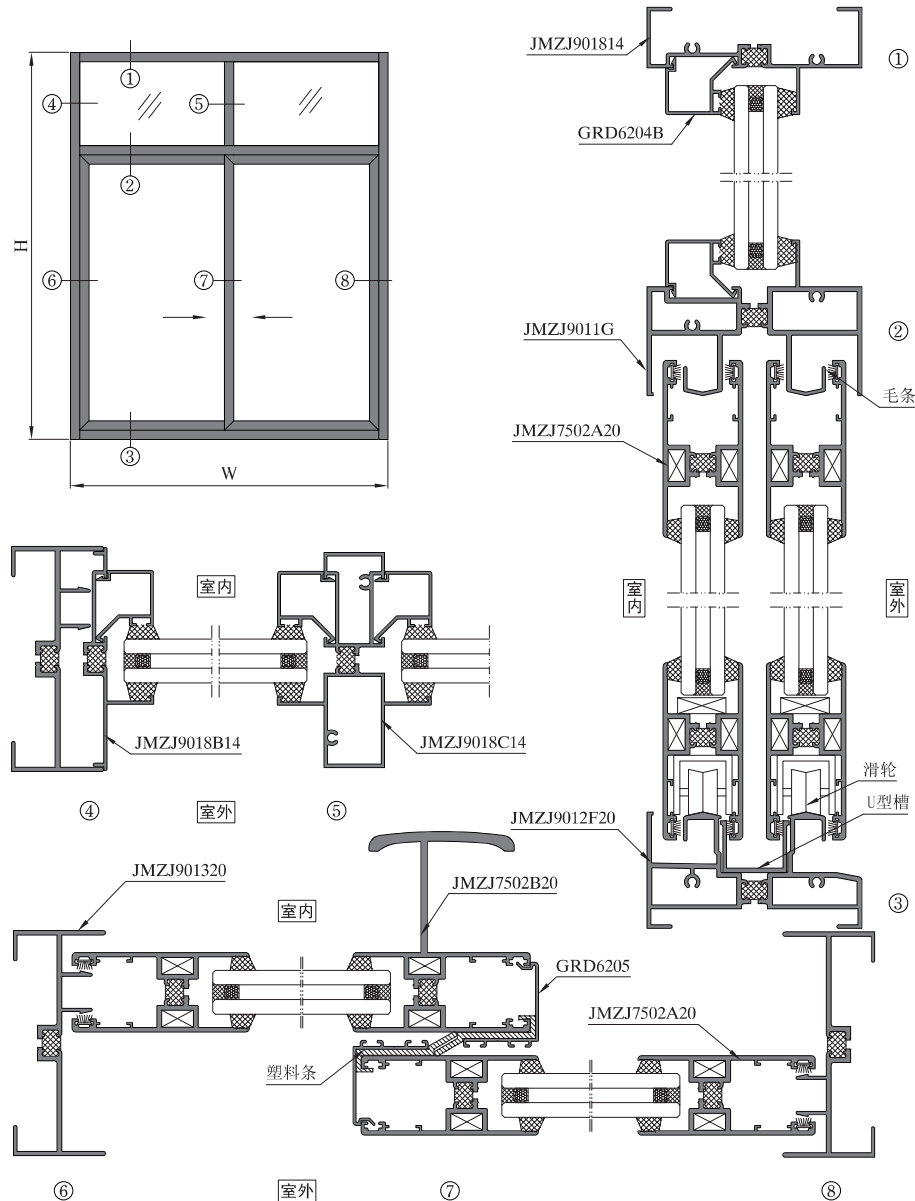 JMZJ901814
①
①
④
⑤
GRD6204B
②
H
⑥
⑦
⑧
JMZJ9011G
②
毛条
JMZJ7502A20
③
W
室内
室内
室外
JMZJ9018B14
JMZJ9018C14
滑轮
④
室外
⑤
U型槽
JMZJ9012F20
JMZJ901320
JMZJ7502B20
③
室内
GRD6205
JMZJ7502A20
塑料条
⑥
室外
⑦
⑧